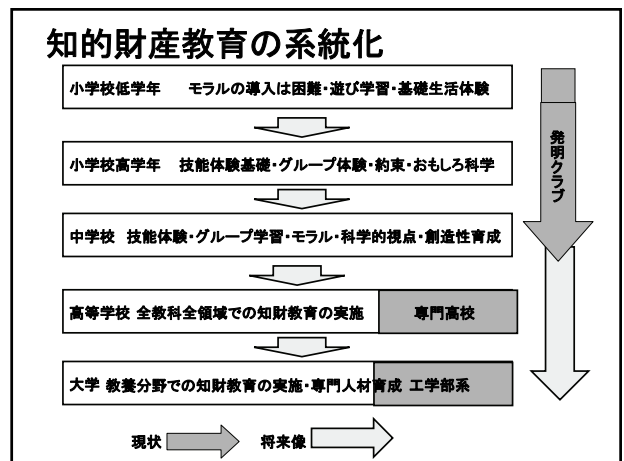 知的財産教育の系統化
小学校低学年 モラルの導入は困難・遊び学習・基礎生活体験
小学校高学年 技能体験基礎・グループ体験・約束・おもしろ科学
中学校 技能体験・グループ学習・モラル・科学的視点・創造性育成
高等学校 全教科全領域での知財教育の実施 専門高校
大学 教養分野での知財教育の実施・専門人材育成 工学部系
発明クラブ
現状 将来像